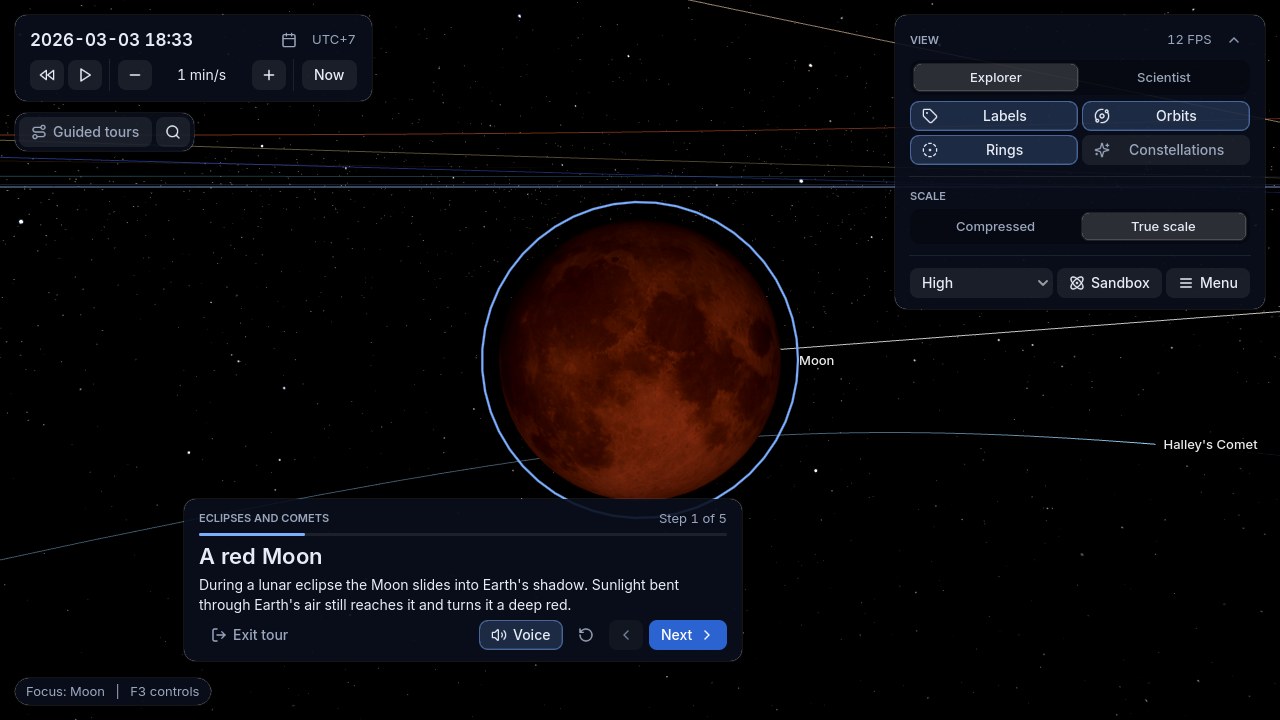 2026-03-03 18:33
UTC+7
1 min/s
Now
Guided tours
VIEW
12 FPS
Explorer
Scientist
Labels
Orbits
Rings
Constellations
SCALE
Compressed
True scale
High
Sandbox
Menu
Moon
Halley's Comet
ECLIPSES AND COMETS
Step 1 of 5
A red Moon
During a lunar eclipse the Moon slides into Earth's shadow. Sunlight bent
through Earth's air still reaches it and turns it a deep red.
Exit tour
Voice
Next
Focus: Moon | F3 controls